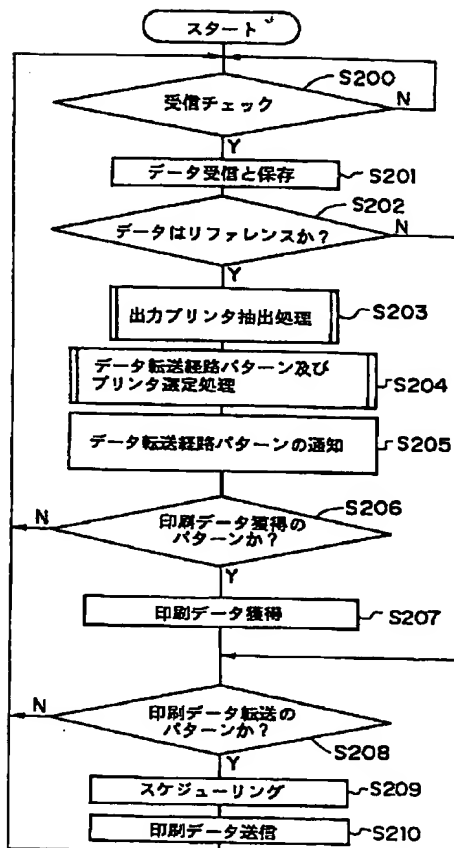 スタート
S200
受信チェック
N
Y
データ受信と保存
S201
S202
データはリファレンスか?
N
Y
出力プリンタ抽出処理
S203
データ転送経路パターン及び
プリンタ選定処理
S204
データ転送経路パターンの通知
S205
S206
N
印刷データ獲得の
パターンか?
Y
印刷データ獲得
S207
N
印刷データ転送の
パターンか?
S208
Y
スケジューリング
S209
印刷データ送信
S210